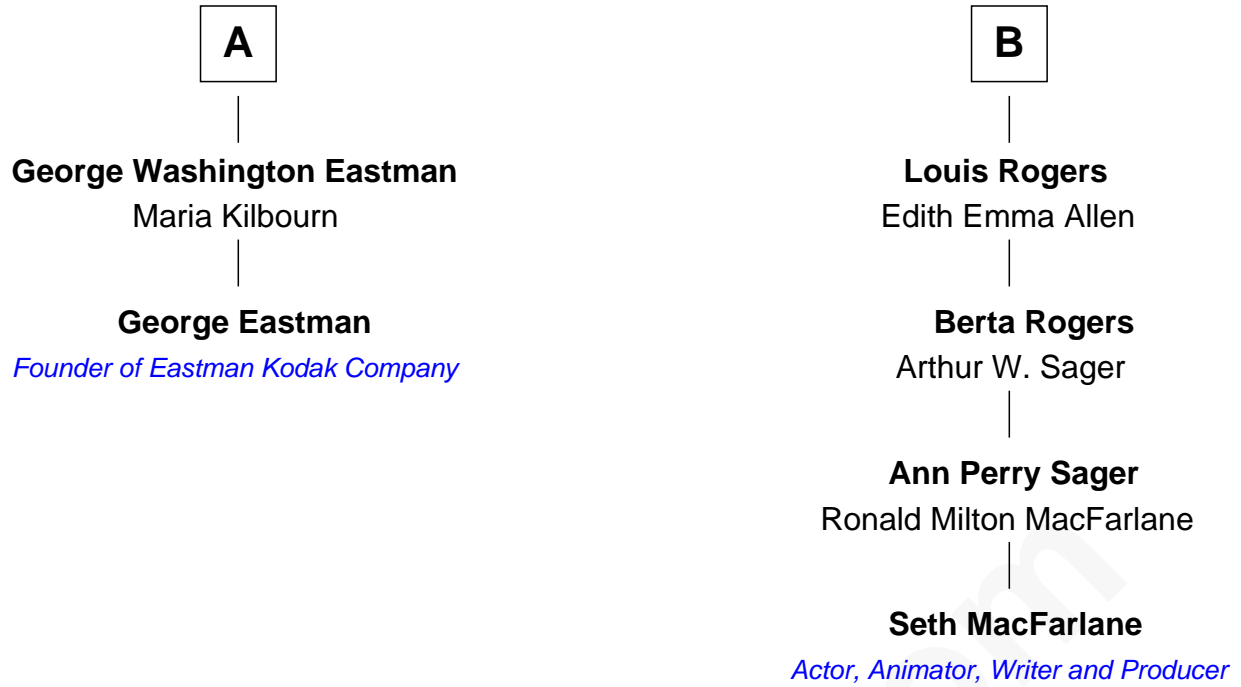 A
George Washington Eastman
Maria Kilbourn
George Eastman
Founder of Eastman Kodak Company
B
Louis Rogers
Edith Emma Allen
Berta Rogers
Arthur W. Sager
Ann Perry Sager
Ronald Milton MacFarlane
Seth MacFarlane
Actor, Animator, Writer and Producer